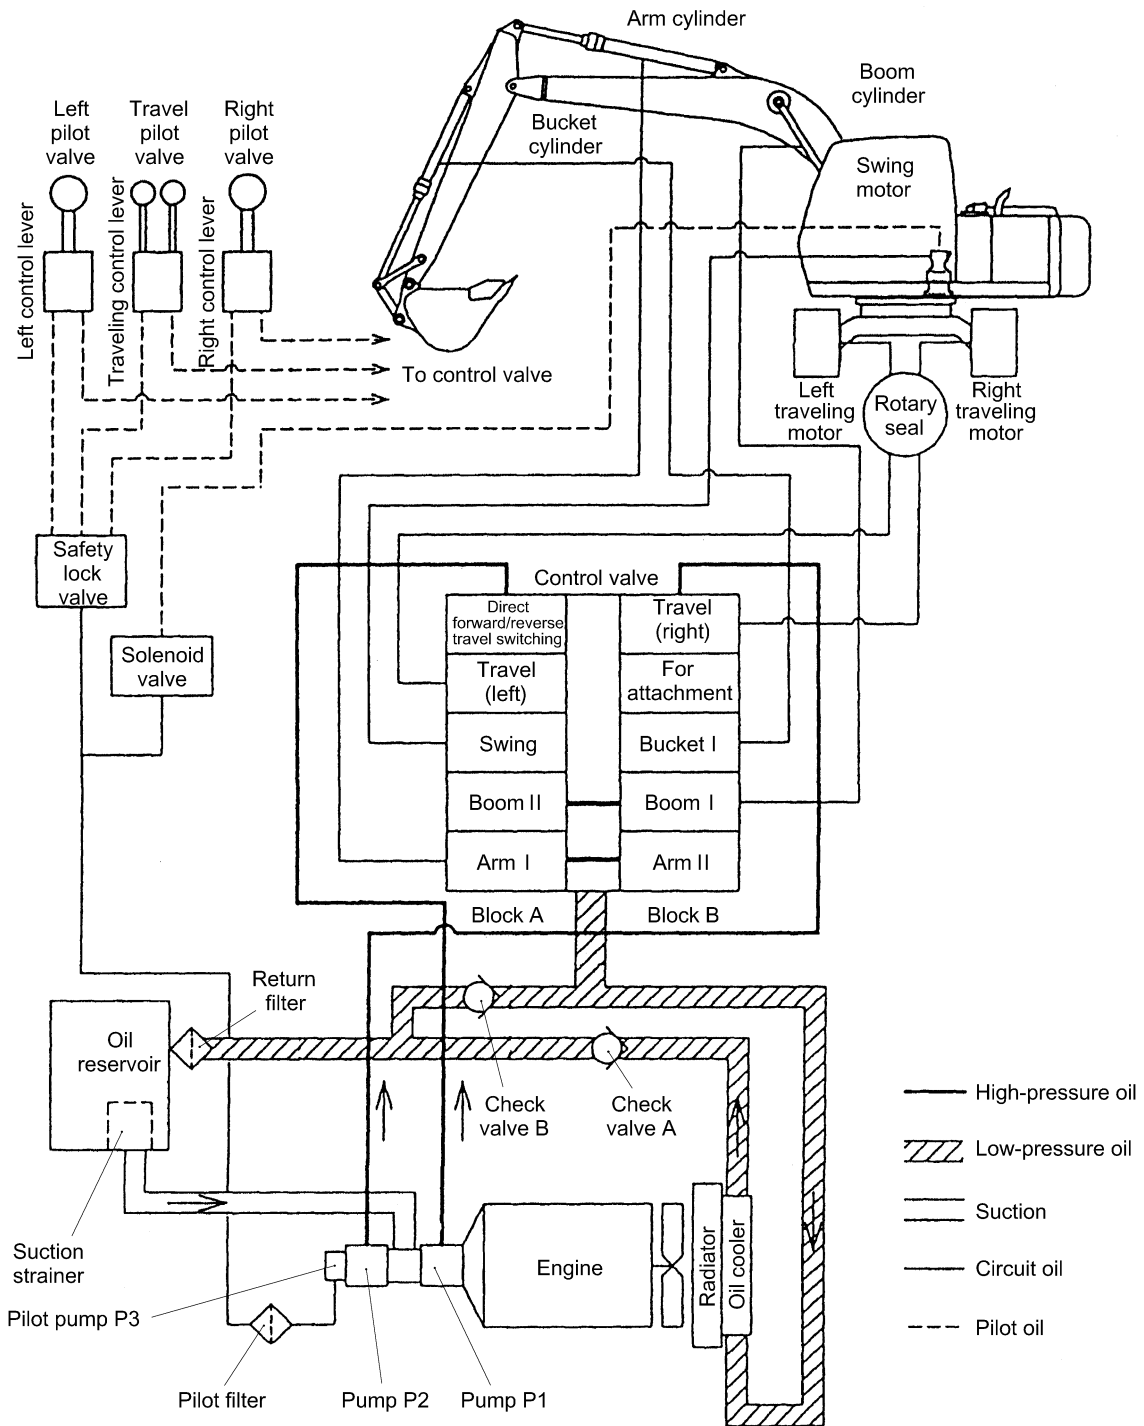 Arm cylinder
Boom
cylinder
Left
pilot
valve
Travel
pilot
valve
Right
pilot
valve
Bucket
cylinder
Swing
motor
Left control lever
Traveling control lever
Right control lever
To control valve
Left
traveling
motor
Rotary
seal
Right
traveling
motor
Safety
lock
valve
Solenoid
valve
Control valve
Direct
forward/reverse
travel switching
Travel
(left)
Swing
Boom II
Arm I
Travel
(right)
For
attachment
Bucket I
Boom I
Arm II
Block A
Block B
Return
filter
Oil
reservoir
Check
valve B
Check
valve A
Suction
strainer
Pilot pump P3
Pilot filter
Pump P2
Pump P1
Engine
Radiator
Oil cooler
High-pressure oil
Low-pressure oil
Suction
Circuit oil
Pilot oil